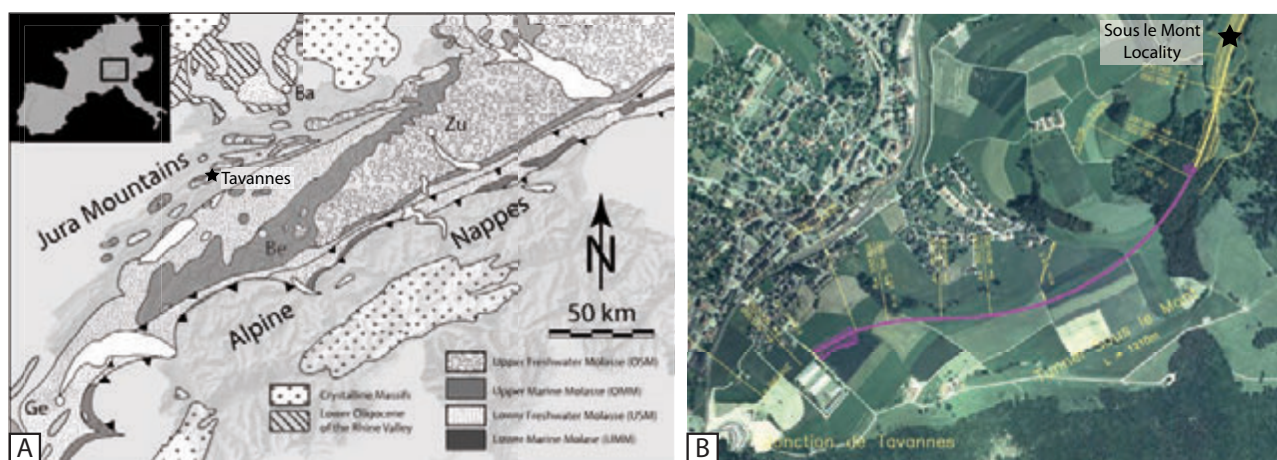 Ba
Zu
Jura Mountains
Tavannes
Be
Nappes
Alpine
N
50 km
Ge
Upper Freshwater Molasse (OSM)
Upper Marine Molasse (OMM)
Lower Freshwater Molasse (USM)
Lower Marine Molasse (UMM)
Crystalline Massifs
Lower Oligocene
of the Rhine Valley
A
Sous le Mont
Locality
Jonction de Tavannes
B